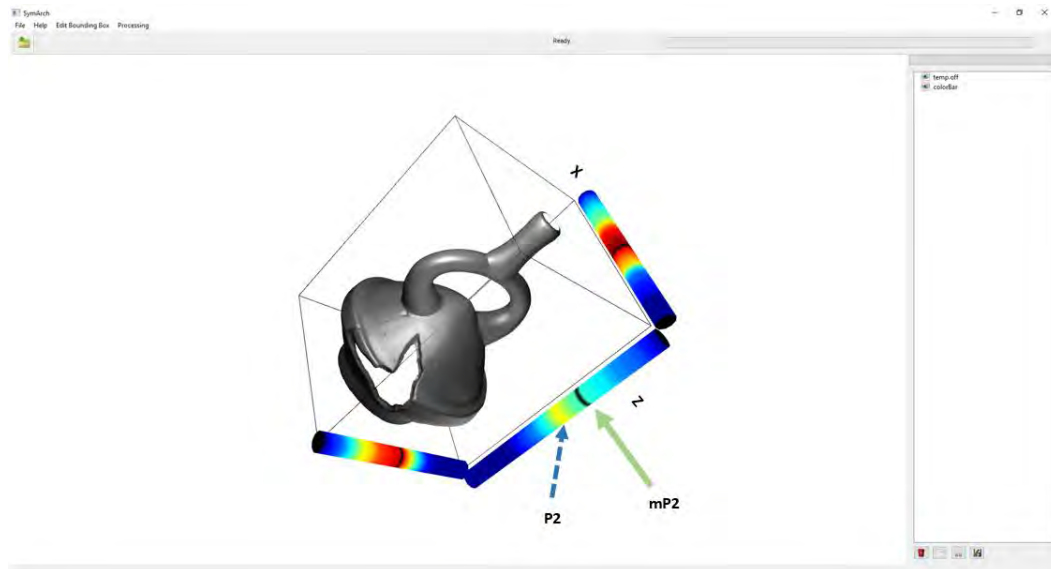 SymArch
File Help Edit Bounding Box Processing
Ready
temp.off
colorBar
X
Z
P2
mP2